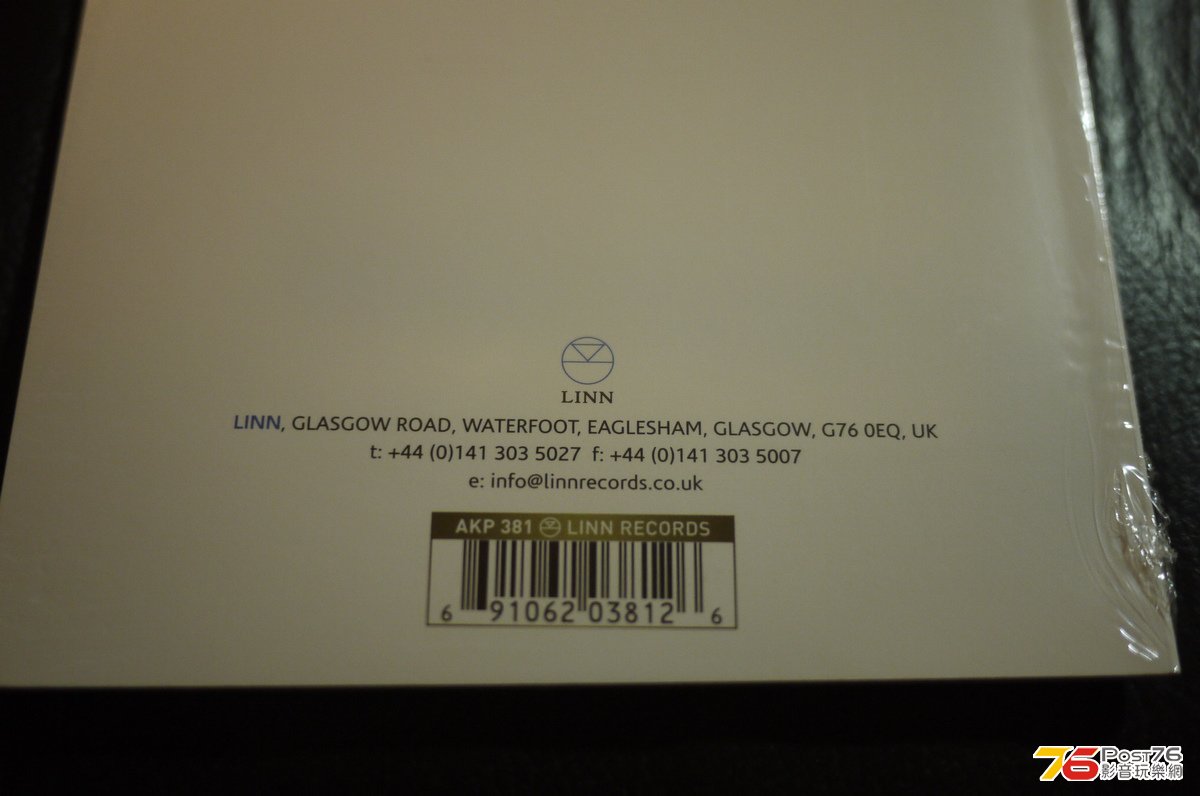 LINN
LINN, GLASGOW ROAD, WATERFOOT, EAGLESHAM, GLASGOW, G76 0EQ, UK
t: +44 (0)141 303 5027 f: +44 (0)141 303 5007
e: info@linnrecords.co.uk
AKP 381 LINN RECORDS
6 91062 03812 6
76 Post76
影音玩樂網